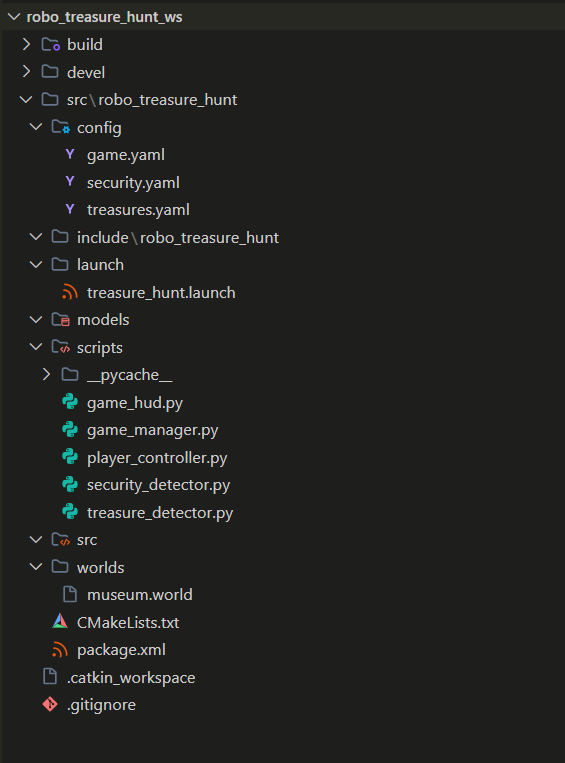 robo_treasure_hunt_ws
build
devel
src\robo_treasure_hunt
config
game.yaml
security.yaml
treasures.yaml
include\robo_treasure_hunt
launch
treasure_hunt.launch
models
scripts
__pycache__
game_hud.py
game_manager.py
player_controller.py
security_detector.py
treasure_detector.py
src
worlds
museum.world
CMakeLists.txt
package.xml
.catkin_workspace
.gitignore